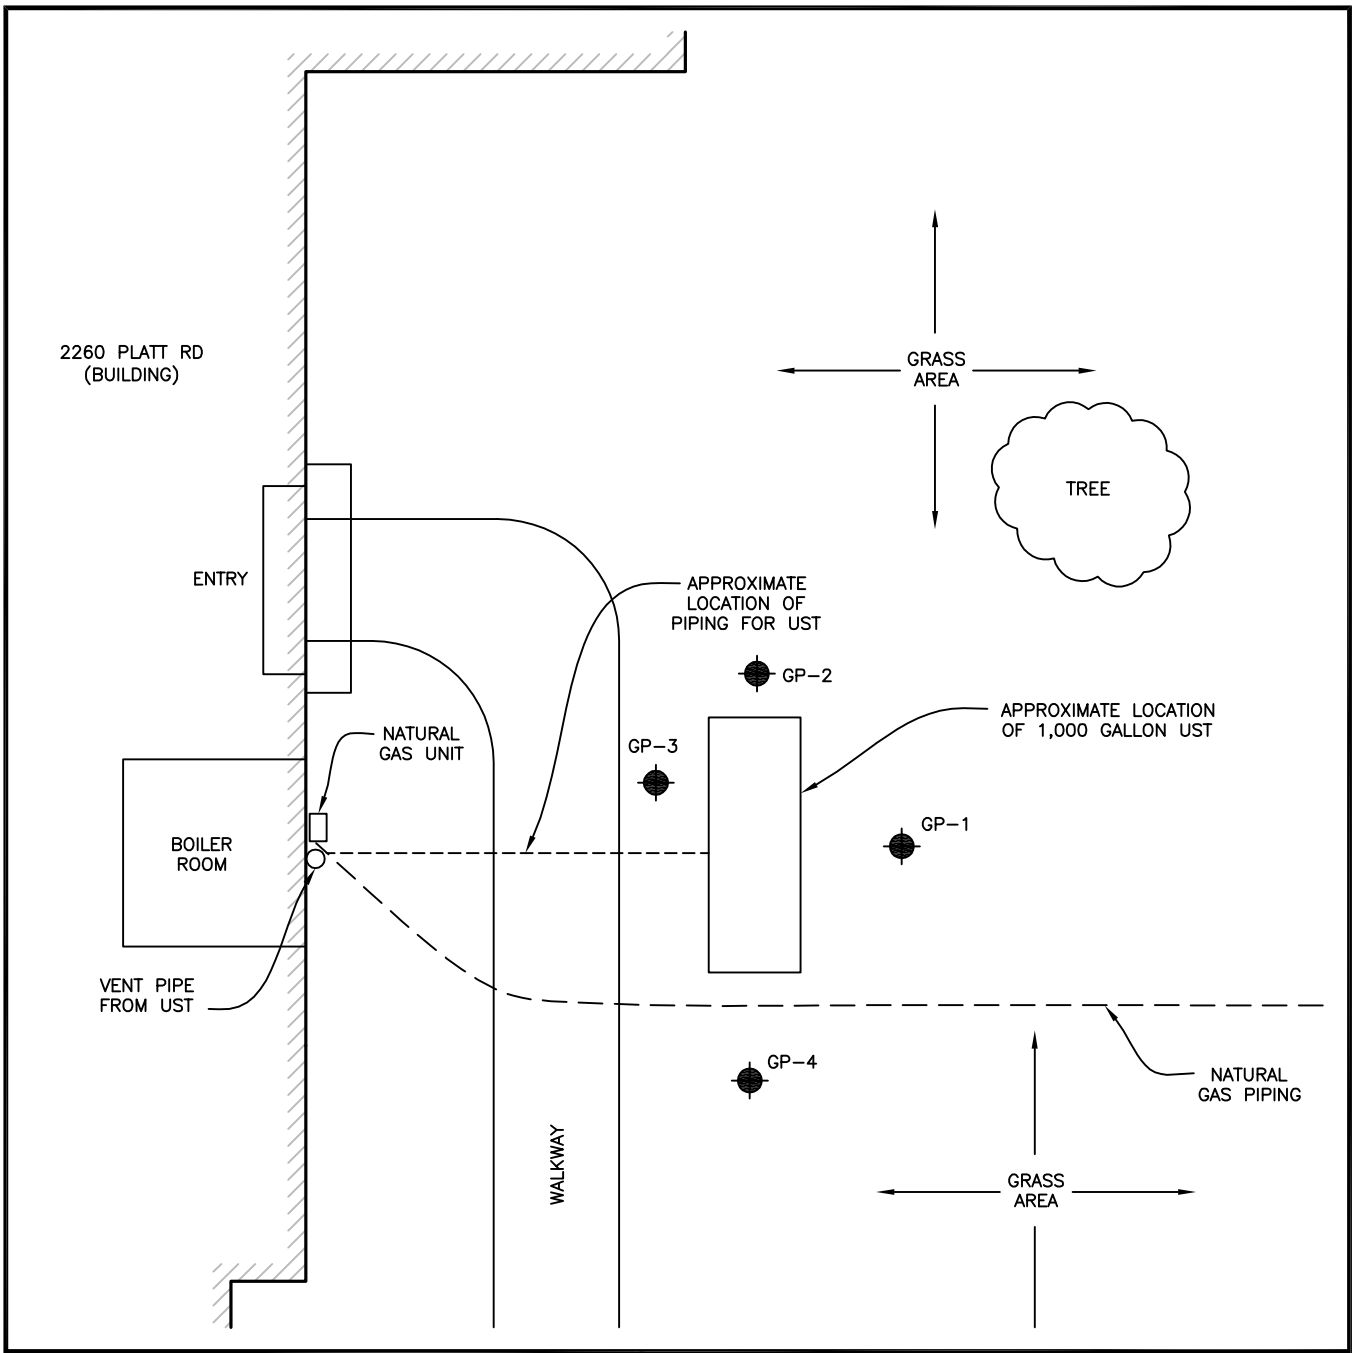 2260 PLATT RD
(BUILDING)
GRASS
AREA
TREE
ENTRY
APPROXIMATE
LOCATION OF
PIPING FOR UST
GP-2
APPROXIMATE LOCATION
OF 1,000 GALLON UST
NATURAL
GAS UNIT
GP-3
GP-1
BOILER
ROOM
VENT PIPE
FROM UST
GP-4
NATURAL
GAS PIPING
WALKWAY
GRASS
AREA